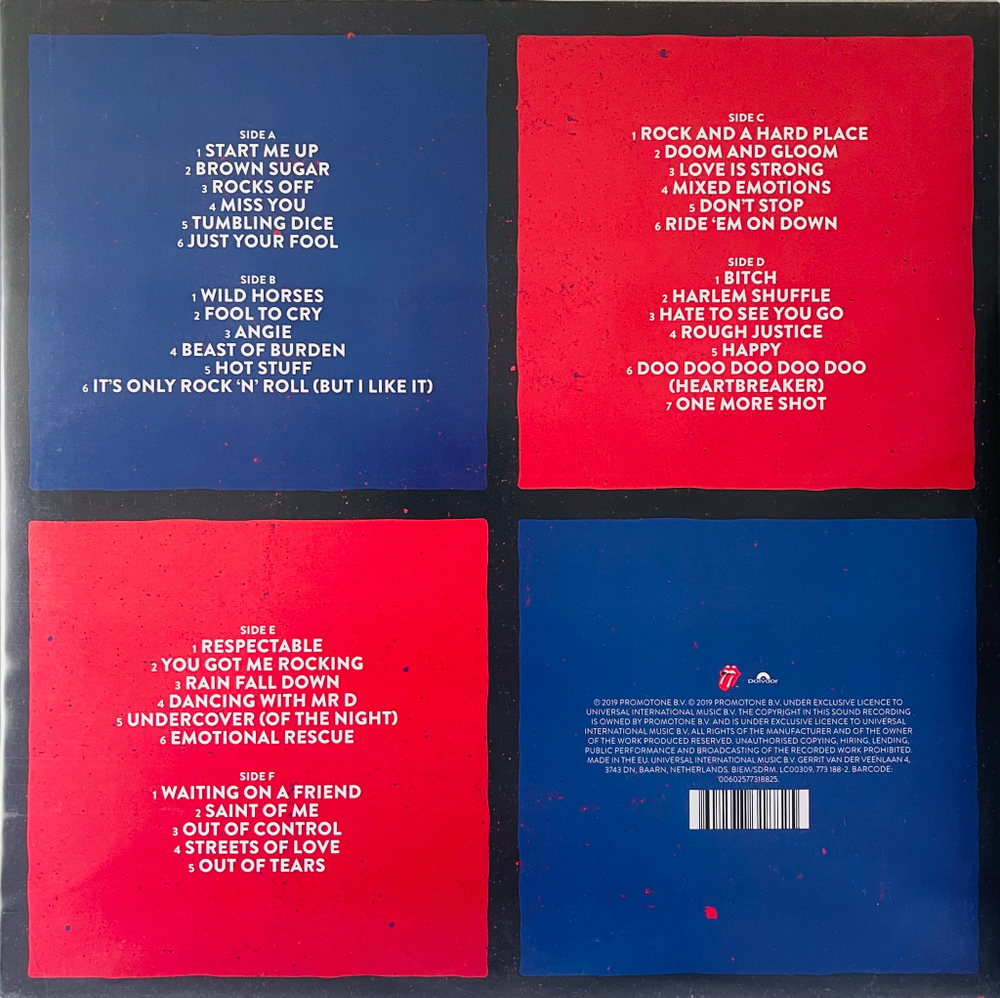 SIDE A
1 START ME UP
2 BROWN SUGAR
3 ROCKS OFF
4 MISS YOU
5 TUMBLING DICE
6 JUST YOUR FOOL
SIDE B
1 WILD HORSES
2 FOOL TO CRY
3 ANGIE
4 BEAST OF BURDEN
5 HOT STUFF
6 IT'S ONLY ROCK 'N' ROLL (BUT I LIKE IT)
SIDE C
1 ROCK AND A HARD PLACE
2 DOOM AND GLOOM
3 LOVE IS STRONG
4 MIXED EMOTIONS
5 DON'T STOP
6 RIDE 'EM ON DOWN
SIDE D
1 BITCH
2 HARLEM SHUFFLE
3 HATE TO SEE YOU GO
4 ROUGH JUSTICE
5 HAPPY
6 DOO DOO DOO DOO DOO
(HEARTBREAKER)
7 ONE MORE SHOT
SIDE E
1 RESPECTABLE
2 YOU GOT ME ROCKING
3 RAIN FALL DOWN
4 DANCING WITH MR D
5 UNDERCOVER (OF THE NIGHT)
6 EMOTIONAL RESCUE
SIDE F
1 WAITING ON A FRIEND
2 SAINT OF ME
3 OUT OF CONTROL
4 STREETS OF LOVE
5 OUT OF TEARS
Polydor
℗ 2019 PROMOTONE B.V. © 2019 PROMOTONE B.V. UNDER EXCLUSIVE LICENCE TO
UNIVERSAL INTERNATIONAL MUSIC B.V. THE COPYRIGHT IN THIS SOUND RECORDING
IS OWNED BY PROMOTONE B.V. AND IS UNDER EXCLUSIVE LICENCE TO UNIVERSAL
INTERNATIONAL MUSIC B.V. ALL RIGHTS OF THE MANUFACTURER AND OF THE OWNER
OF THE WORK PRODUCED RESERVED. UNAUTHORISED COPYING, HIRING, LENDING,
PUBLIC PERFORMANCE AND BROADCASTING OF THE RECORDED WORK PROHIBITED.
MADE IN THE EU. UNIVERSAL INTERNATIONAL MUSIC B.V. GERRIT VAN DER VEENLAAN 4,
3743 DN, BAARN, NETHERLANDS. BIEM/SDRM. LC00309. 773 188-2. BARCODE:
00602577318825.